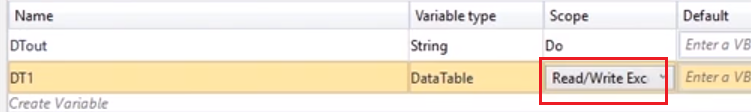 Name Variable type Scope Default
DTout String Do Enter a VB
DT1 DataTable Read/Write Exc Enter a VB
Create Variable